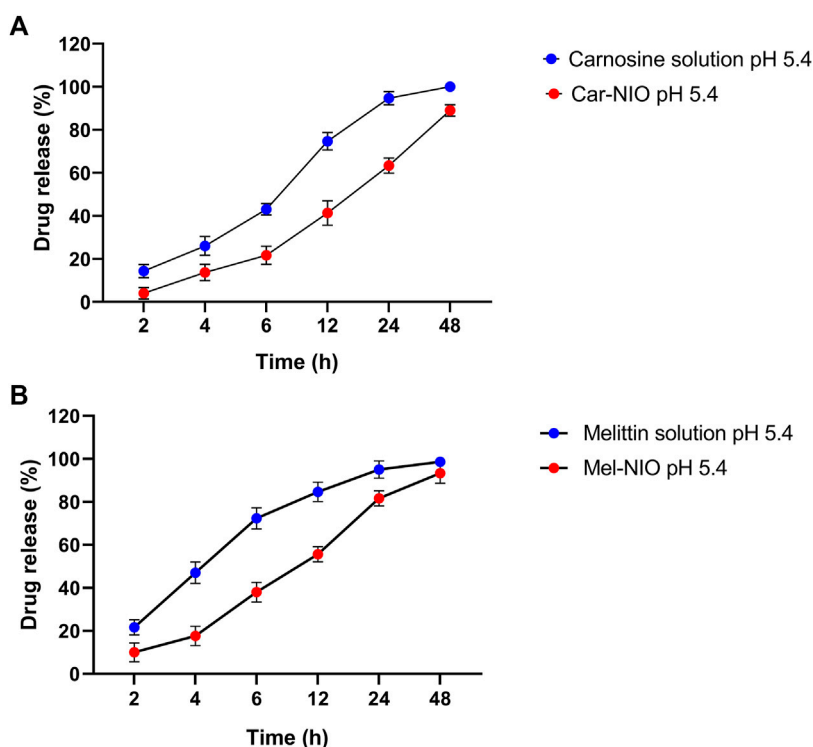 A
120
100
80
60
40
20
0
Drug release (%)
2 4 6 12 24 48
Time (h)
Carnosine solution pH 5.4
Car-NIO pH 5.4
B
120
100
80
60
40
20
0
Drug release (%)
2 4 6 12 24 48
Time (h)
Melittin solution pH 5.4
Mel-NIO pH 5.4